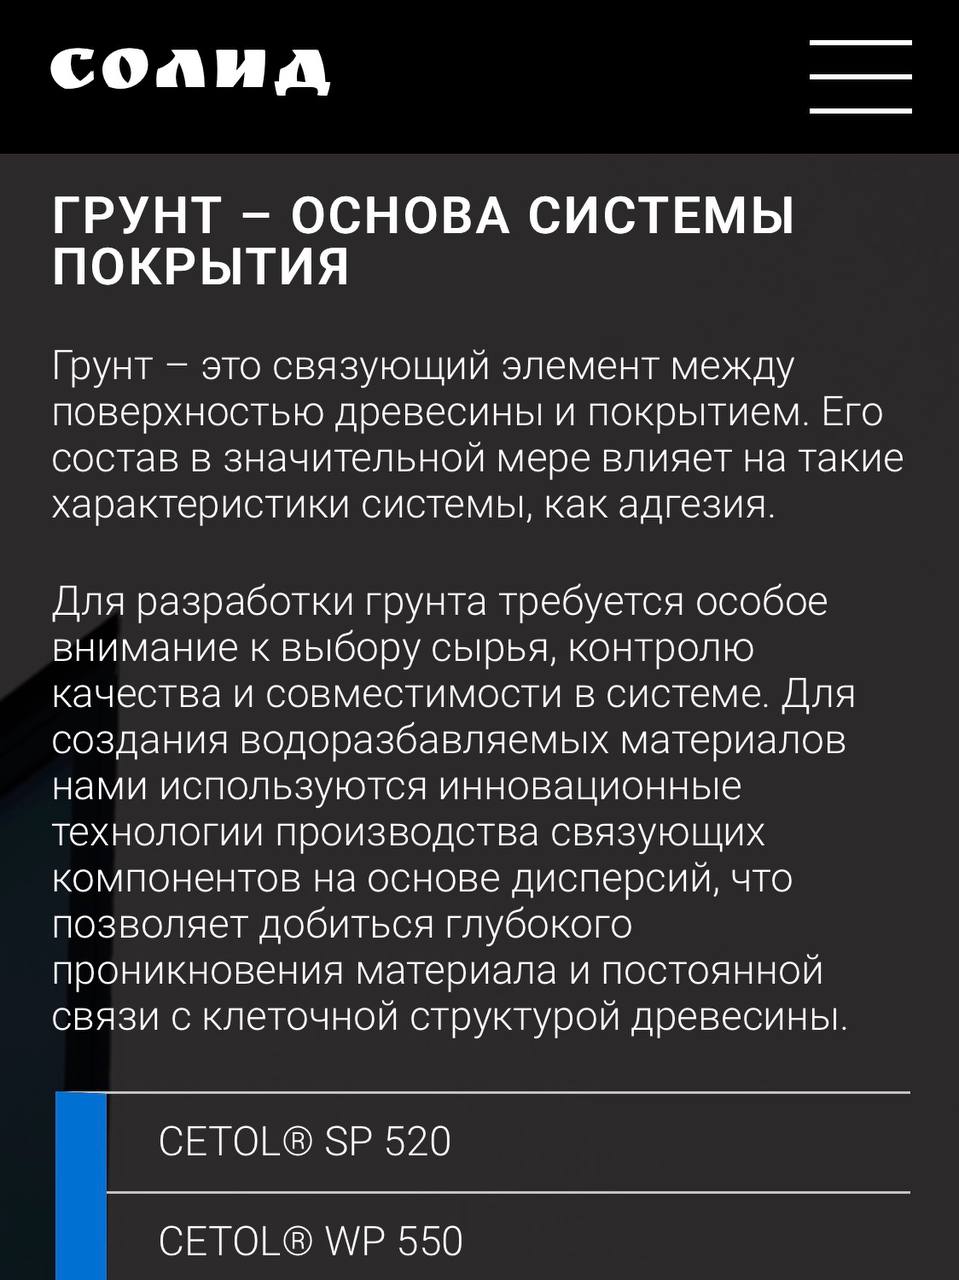 СОЛИД
ГРУНТ – ОСНОВА СИСТЕМЫ
ПОКРЫТИЯ
Грунт – это связующий элемент между
поверхностью древесины и покрытием. Его
состав в значительной мере влияет на такие
характеристики системы, как адгезия.
Для разработки грунта требуется особое
внимание к выбору сырья, контролю
качества и совместимости в системе. Для
создания водоразбавляемых материалов
нами используются инновационные
технологии производства связующих
компонентов на основе дисперсий, что
позволяет добиться глубокого
проникновения материала и постоянной
связи с клеточной структурой древесины.
CETOL® SP 520
CETOL® WP 550